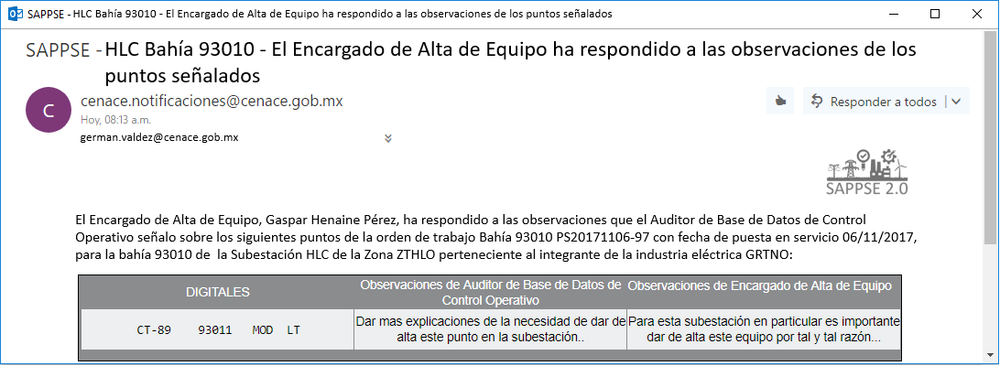 SAPPSE - HLC Bahía 93010 - El Encargado de Alta de Equipo ha respondido a las observaciones de los puntos señalados
SAPPSE - HLC Bahía 93010 - El Encargado de Alta de Equipo ha respondido a las observaciones de los
puntos señalados
C
cenace.notificaciones@cenace.gob.mx
Hoy, 08:13 a.m.
german.valdez@cenace.gob.mx
Responder a todos
SAPPSE 2.0
El Encargado de Alta de Equipo, Gaspar Henaine Pérez, ha respondido a las observaciones que el Auditor de Base de Datos de Control
Operativo señalo sobre los siguientes puntos de la orden de trabajo Bahía 93010 PS20171106-97 con fecha de puesta en servicio 06/11/2017,
para la bahía 93010 de la Subestación HLC de la Zona ZTHLO perteneciente al integrante de la industria eléctrica GRTNO:
DIGITALES
Observaciones de Auditor de Base de Datos de
Control Operativo
Observaciones de Encargado de Alta de Equipo
CT-89 93011 MOD LT
Dar mas explicaciones de la necesidad de dar de
alta este punto en la subestación..
Para esta subestación en particular es importante
dar de alta este equipo por tal y tal razón...